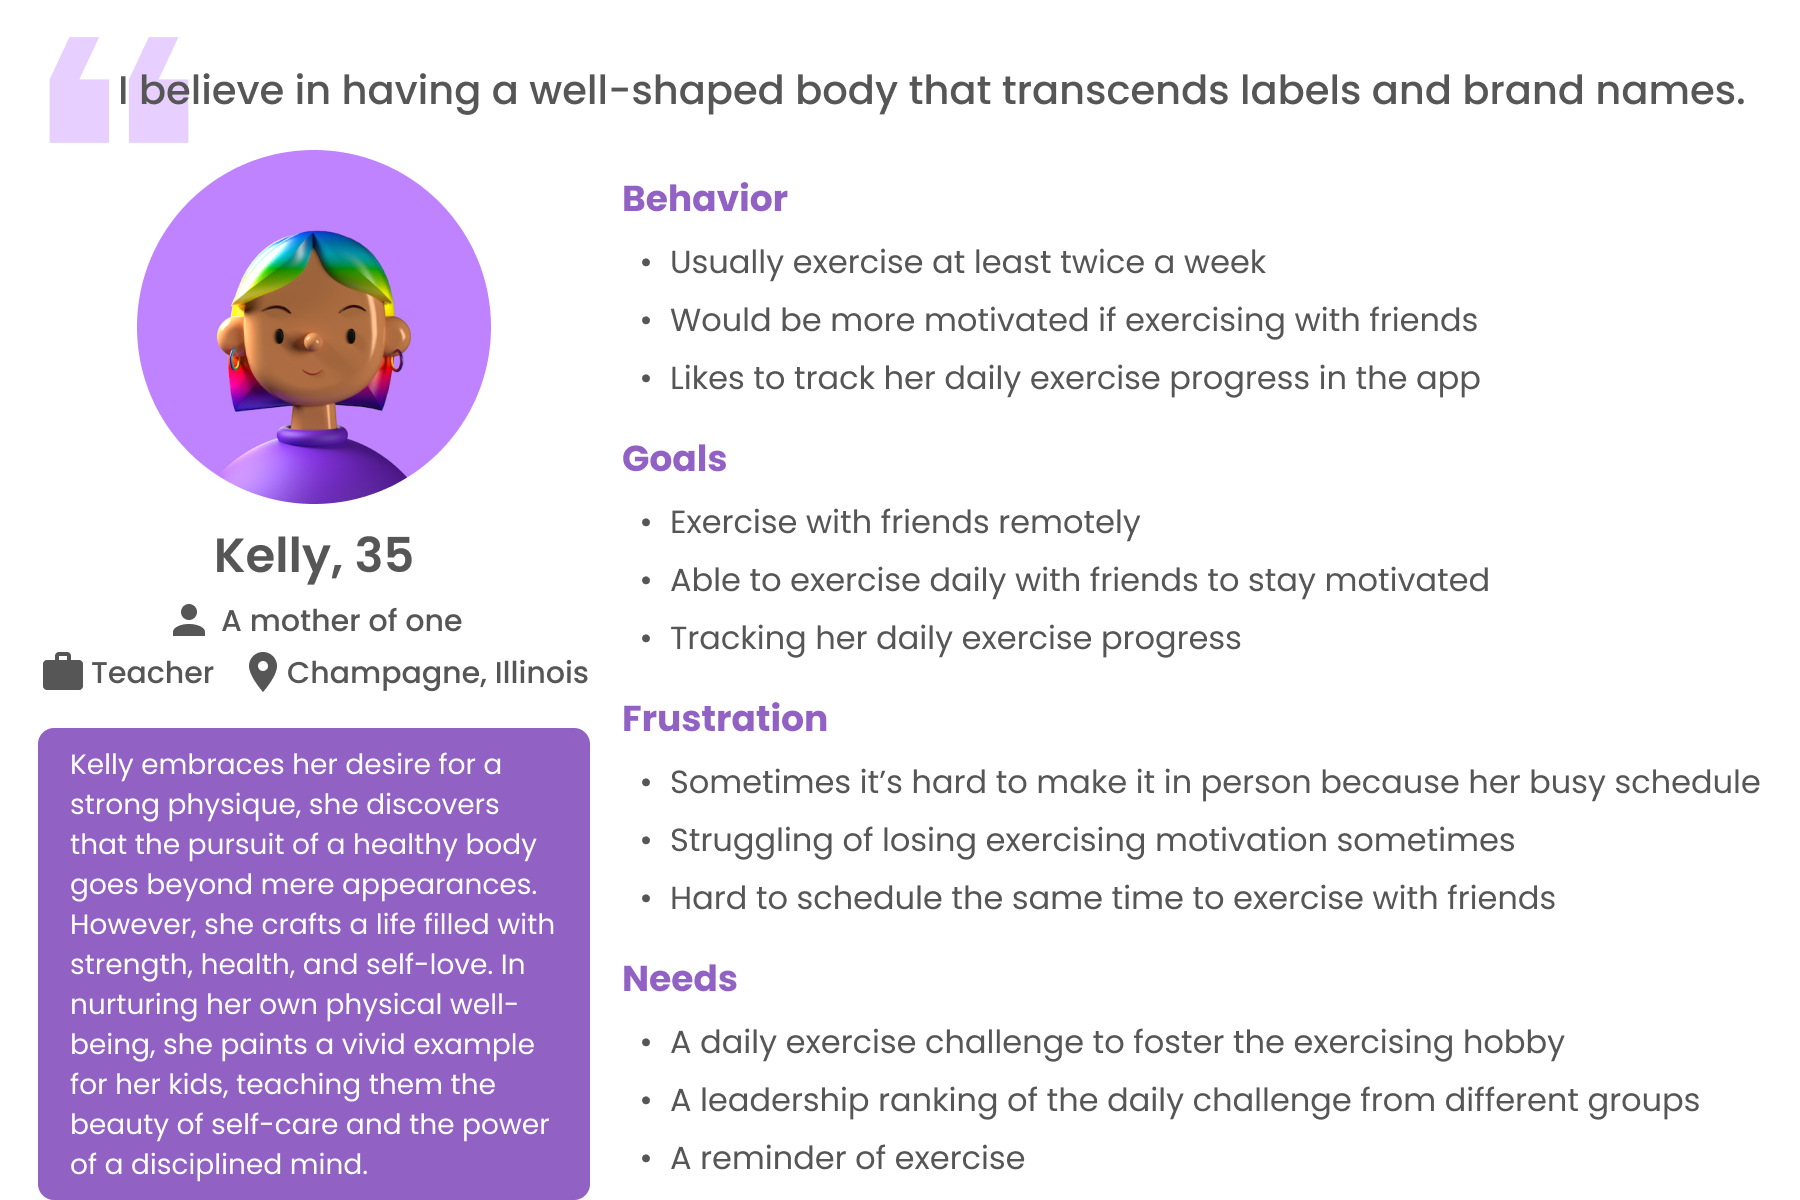 I believe in having a well-shaped body that transcends labels and brand names.
Kelly, 35
A mother of one
Teacher
Champagne, Illinois
Kelly embraces her desire for a
strong physique, she discovers
that the pursuit of a healthy body
goes beyond mere appearances.
However, she crafts a life filled with
strength, health, and self-love. In
nurturing her own physical well-
being, she paints a vivid example
for her kids, teaching them the
beauty of self-care and the power
of a disciplined mind.
Behavior
• Usually exercise at least twice a week
• Would be more motivated if exercising with friends
• Likes to track her daily exercise progress in the app
Goals
• Exercise with friends remotely
• Able to exercise daily with friends to stay motivated
• Tracking her daily exercise progress
Frustration
• Sometimes it’s hard to make it in person because her busy schedule
• Struggling of losing exercising motivation sometimes
• Hard to schedule the same time to exercise with friends
Needs
• A daily exercise challenge to foster the exercising hobby
• A leadership ranking of the daily challenge from different groups
• A reminder of exercise